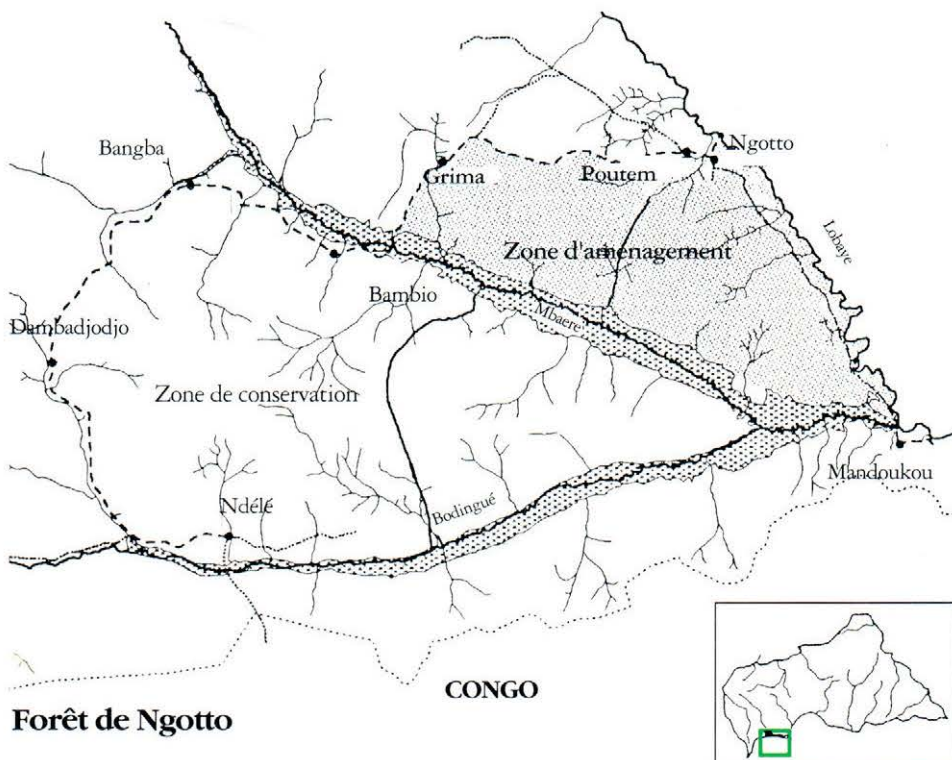 Bangba
Ngotto
Grima
Poutem
Lobaye
Zone d'aménagement
Bambio
Mbaere
Dambadjodjo
Zone de conservation
Mandoukou
Ndélé
Bodingué
CONGO
Forêt de Ngotto